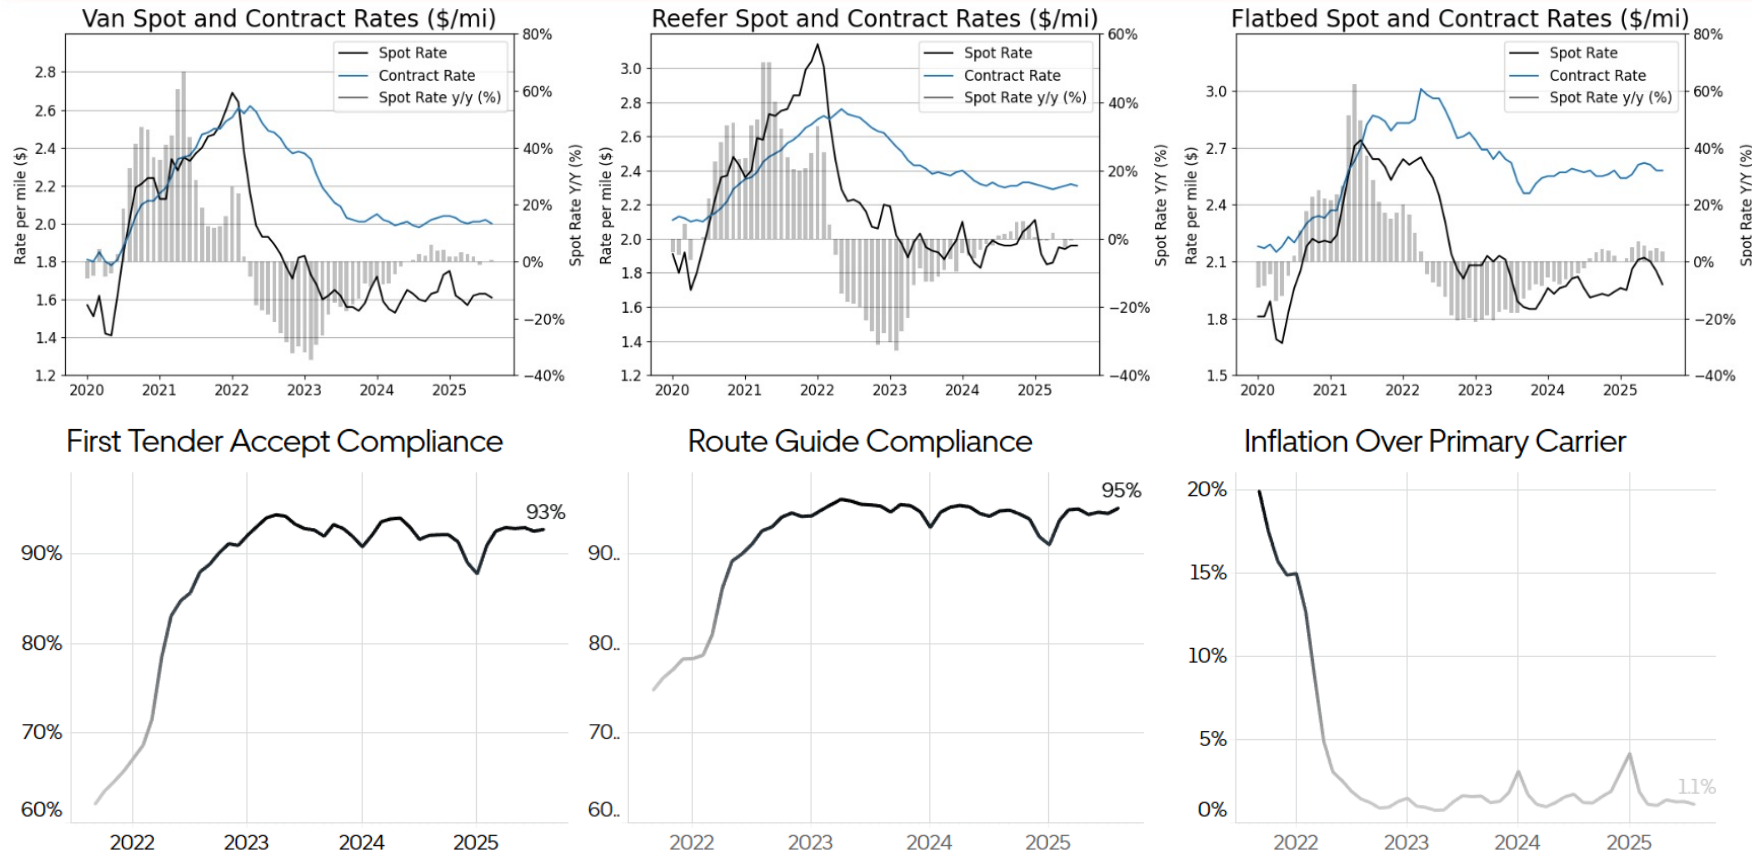 Van Spot and Contract Rates ($/mi)
Rate per mile ($)
2.8
2.6
2.4
2.2
2.0
1.8
1.6
1.4
1.2
80%
60%
40%
20%
0%
−20%
−40%
Spot Rate Y/Y (%)
Spot Rate
Contract Rate
Spot Rate y/y (%)
2020 2021 2022 2023 2024 2025
Reefer Spot and Contract Rates ($/mi)
Rate per mile ($)
3.0
2.8
2.6
2.4
2.2
2.0
1.8
1.6
1.4
1.2
60%
40%
20%
0%
−20%
−40%
Spot Rate Y/Y (%)
Spot Rate
Contract Rate
Spot Rate y/y (%)
2020 2021 2022 2023 2024 2025
Flatbed Spot and Contract Rates ($/mi)
Rate per mile ($)
3.0
2.7
2.4
2.1
1.8
1.5
80%
60%
40%
20%
0%
−20%
−40%
Spot Rate Y/Y (%)
Spot Rate
Contract Rate
Spot Rate y/y (%)
2020 2021 2022 2023 2024 2025
First Tender Accept Compliance
93%
90%
80%
70%
60%
2022 2023 2024 2025
Route Guide Compliance
95%
90..
80..
70..
60..
2022 2023 2024 2025
Inflation Over Primary Carrier
20%
15%
10%
5%
0%
1.1%
2022 2023 2024 2025